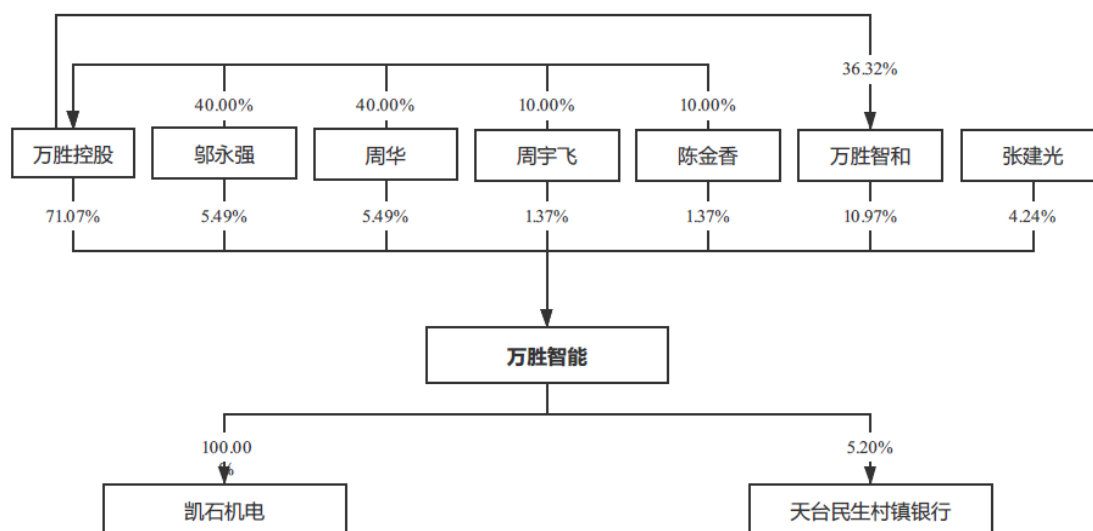 36.32%
40.00% 40.00% 10.00% 10.00%
万胜控股 邬永强 周华 周宇飞 陈金香 万胜智和 张建光
71.07% 5.49% 5.49% 1.37% 1.37% 10.97% 4.24%
万胜智能
100.00 5.20%
%
凯石机电 天台民生村镇银行